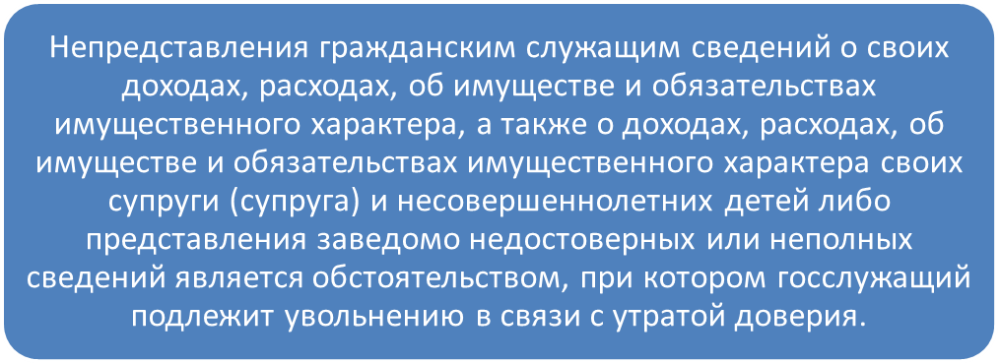 Непредставления гражданским служащим сведений о своих
доходах, расходах, об имуществе и обязательствах
имущественного характера, а также о доходах, расходах, об
имуществе и обязательствах имущественного характера своих
супруги (супруга) и несовершеннолетних детей либо
представления заведомо недостоверных или неполных
сведений является обстоятельством, при котором госслужащий
подлежит увольнению в связи с утратой доверия.